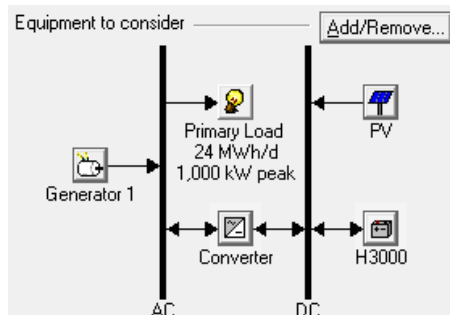 Equipment to consider
Add/Remove...
Primary Load
24 MWh/d
1,000 kW peak
PV
Generator 1
Converter
H3000
AC
DC